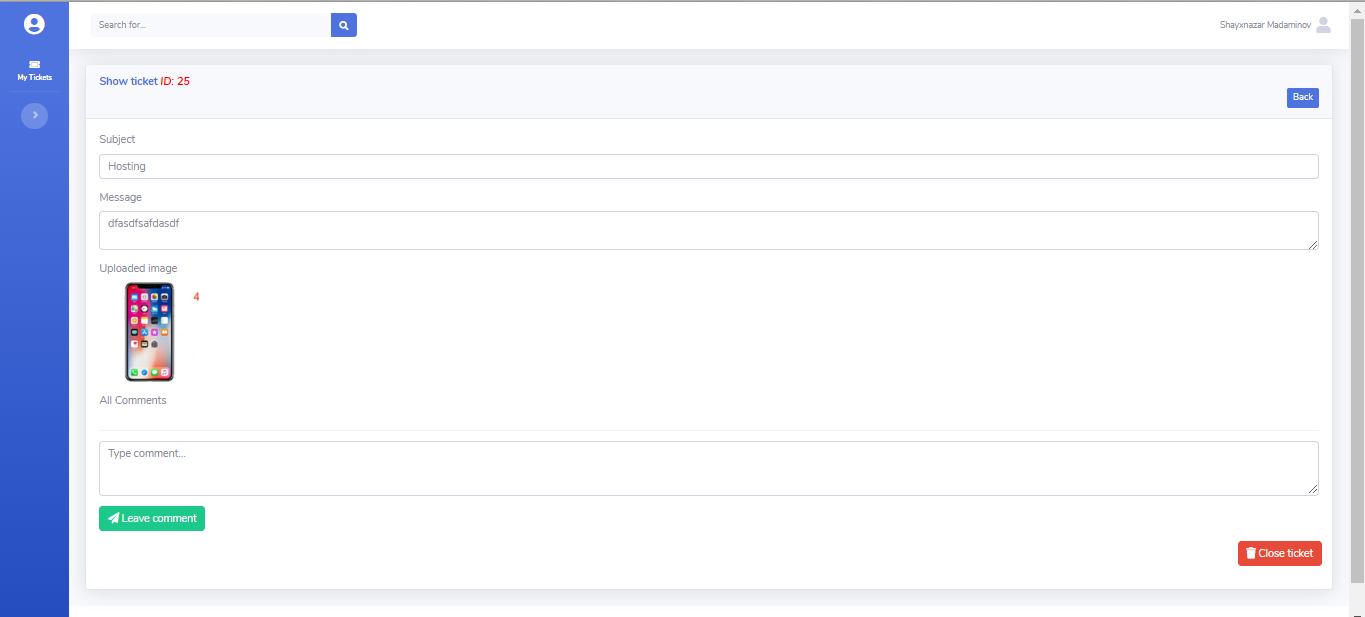 Search for...
Shayxnazar Madaminov
My Tickets
Show ticket ID: 25
Back
Subject
Hosting
Message
dfasdfsafdasdf
Uploaded image
4
All Comments
Type comment...
Leave comment
Close ticket